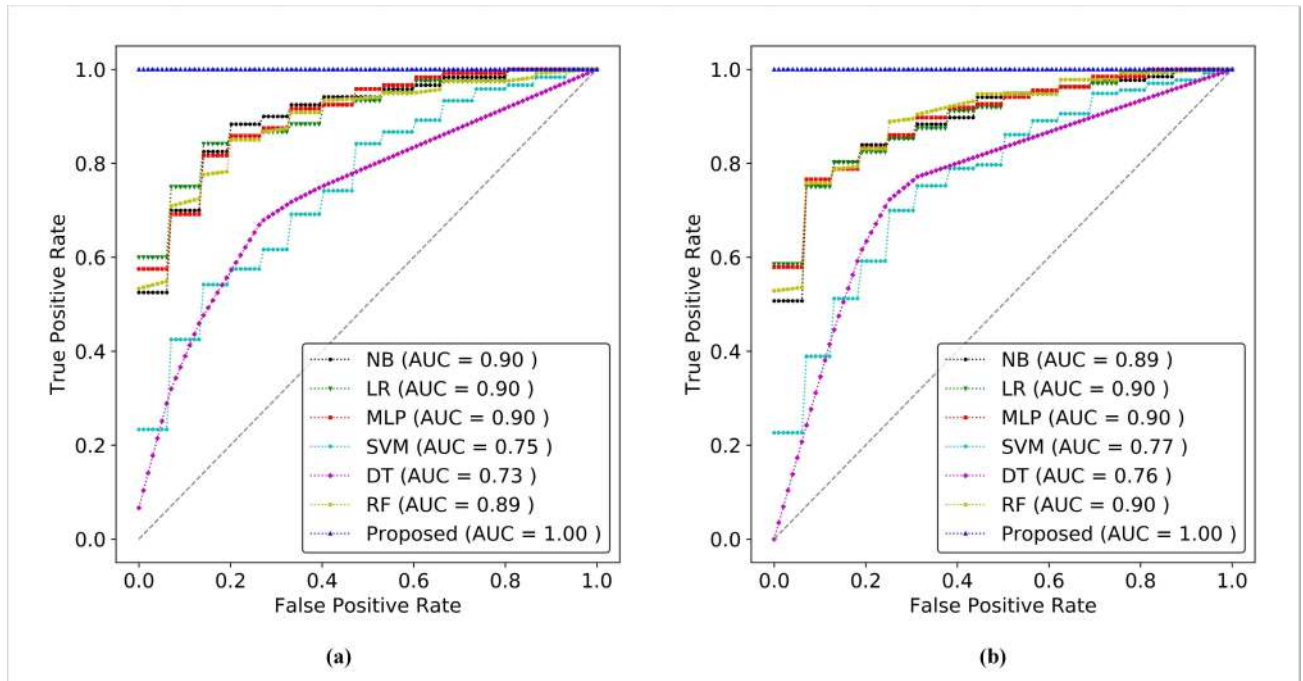 1.0
0.8
0.6
0.4
0.2
0.0
True Positive Rate
NB (AUC = 0.90 )
LR (AUC = 0.90 )
MLP (AUC = 0.90 )
SVM (AUC = 0.75 )
DT (AUC = 0.73 )
RF (AUC = 0.89 )
Proposed (AUC = 1.00 )
0.0 0.2 0.4 0.6 0.8 1.0
False Positive Rate
(a)
1.0
0.8
0.6
0.4
0.2
0.0
True Positive Rate
NB (AUC = 0.89 )
LR (AUC = 0.90 )
MLP (AUC = 0.90 )
SVM (AUC = 0.77 )
DT (AUC = 0.76 )
RF (AUC = 0.90 )
Proposed (AUC = 1.00 )
0.0 0.2 0.4 0.6 0.8 1.0
False Positive Rate
(b)